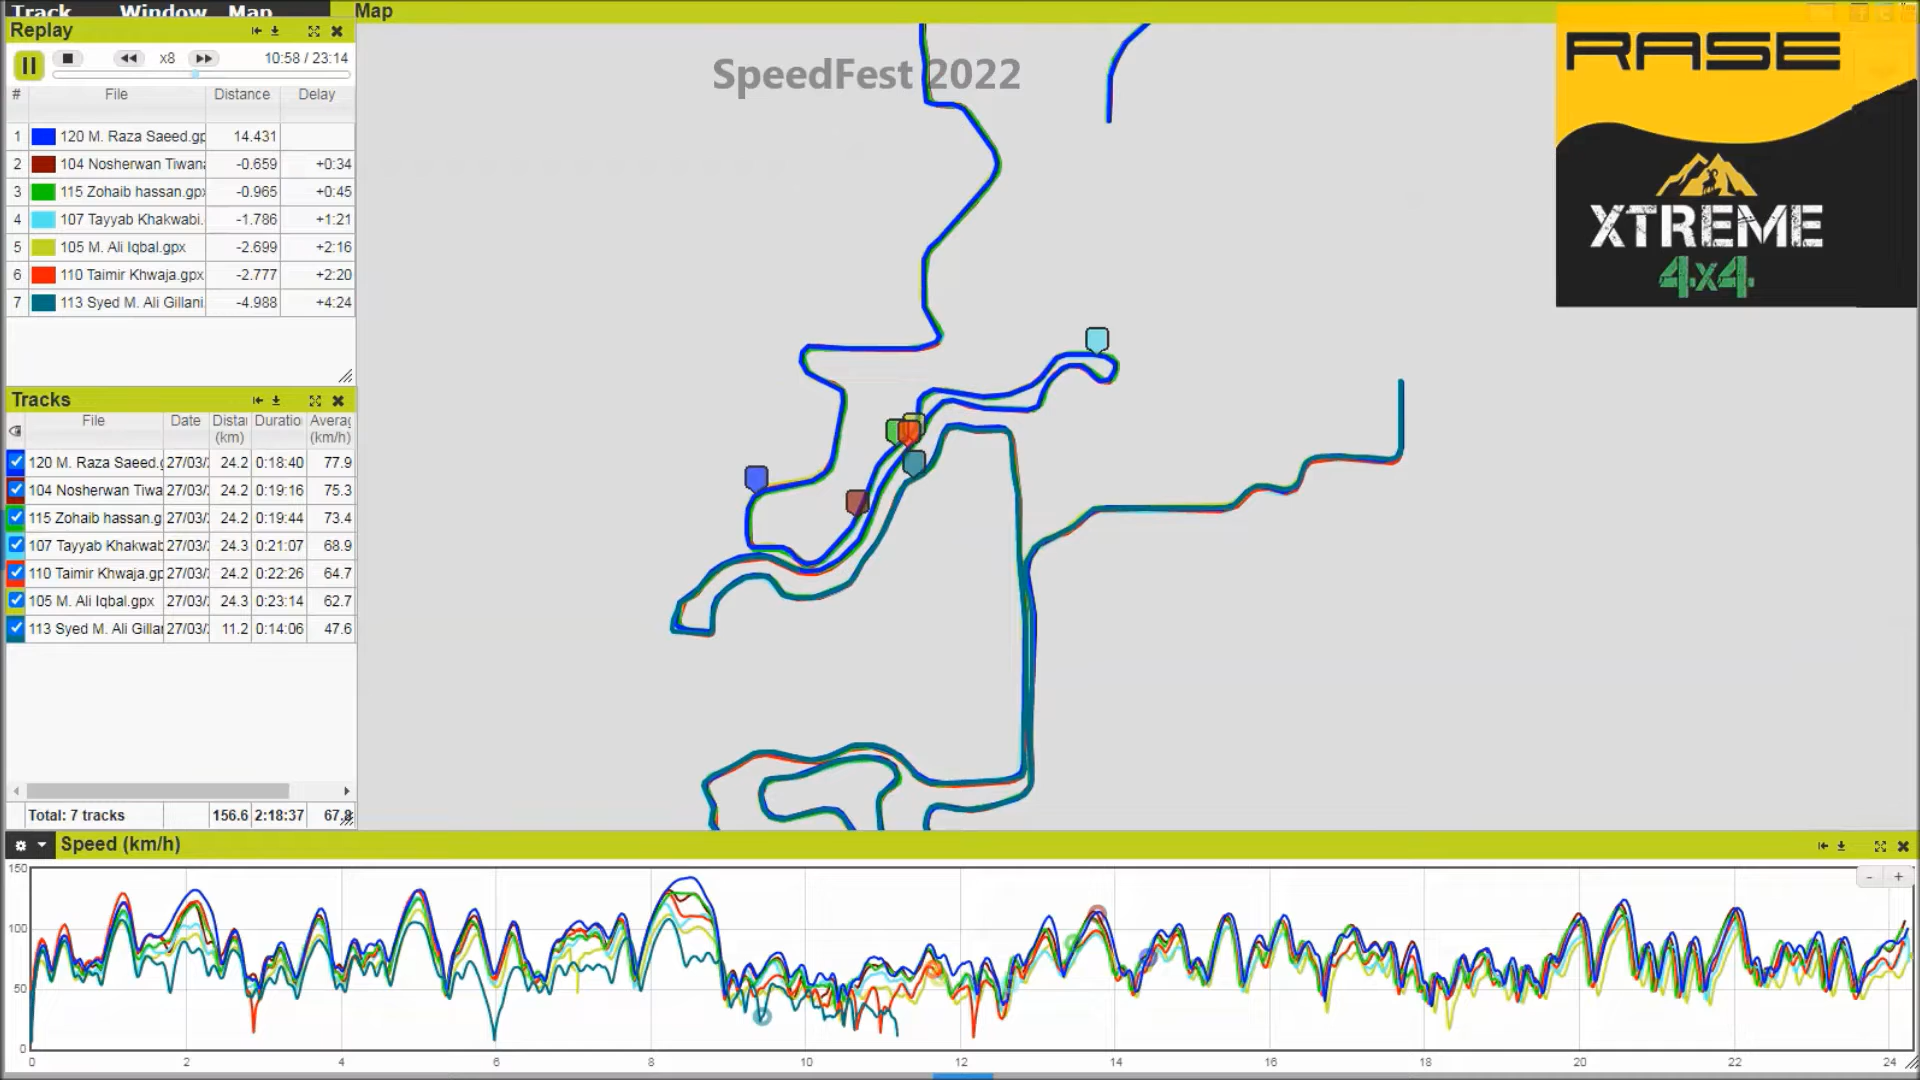 Track Window Map
Map
Replay
x8 10:58 / 23:14
# File Distance Delay
1 120 M. Raza Saeed.gp 14.431
2 104 Nosherwan Tiwana -0.659 +0:34
3 115 Zohaib hassan.gpx -0.965 +0:45
4 107 Tayyab Khakwabi. -1.786 +1:21
5 105 M. Ali Iqbal.gpx -2.699 +2:16
6 110 Taimir Khwaja.gpx -2.777 +2:20
7 113 Syed M. Ali Gillani. -4.988 +4:24
SpeedFest 2022
RASE
XTREME
4x4
Tracks
File Date Distar Duratio Averag
(km) (km/h)
120 M. Raza Saeed.g 27/03/ 24.2 0:18:40 77.9
104 Nosherwan Tiwa 27/03/ 24.2 0:19:16 75.3
115 Zohaib hassan.g 27/03/ 24.2 0:19:44 73.4
107 Tayyab Khakwab 27/03/ 24.3 0:21:07 68.9
110 Taimir Khwaja.gp 27/03/ 24.2 0:22:26 64.7
105 M. Ali Iqbal.gpx 27/03/ 24.3 0:23:14 62.7
113 Syed M. Ali Gillar 27/03/ 11.2 0:14:06 47.6
Total: 7 tracks 156.6 2:18:37 67.8
Speed (km/h)
150
100
50
0
0 2 4 6 8 10 12 14 16 18 20 22 24
- +